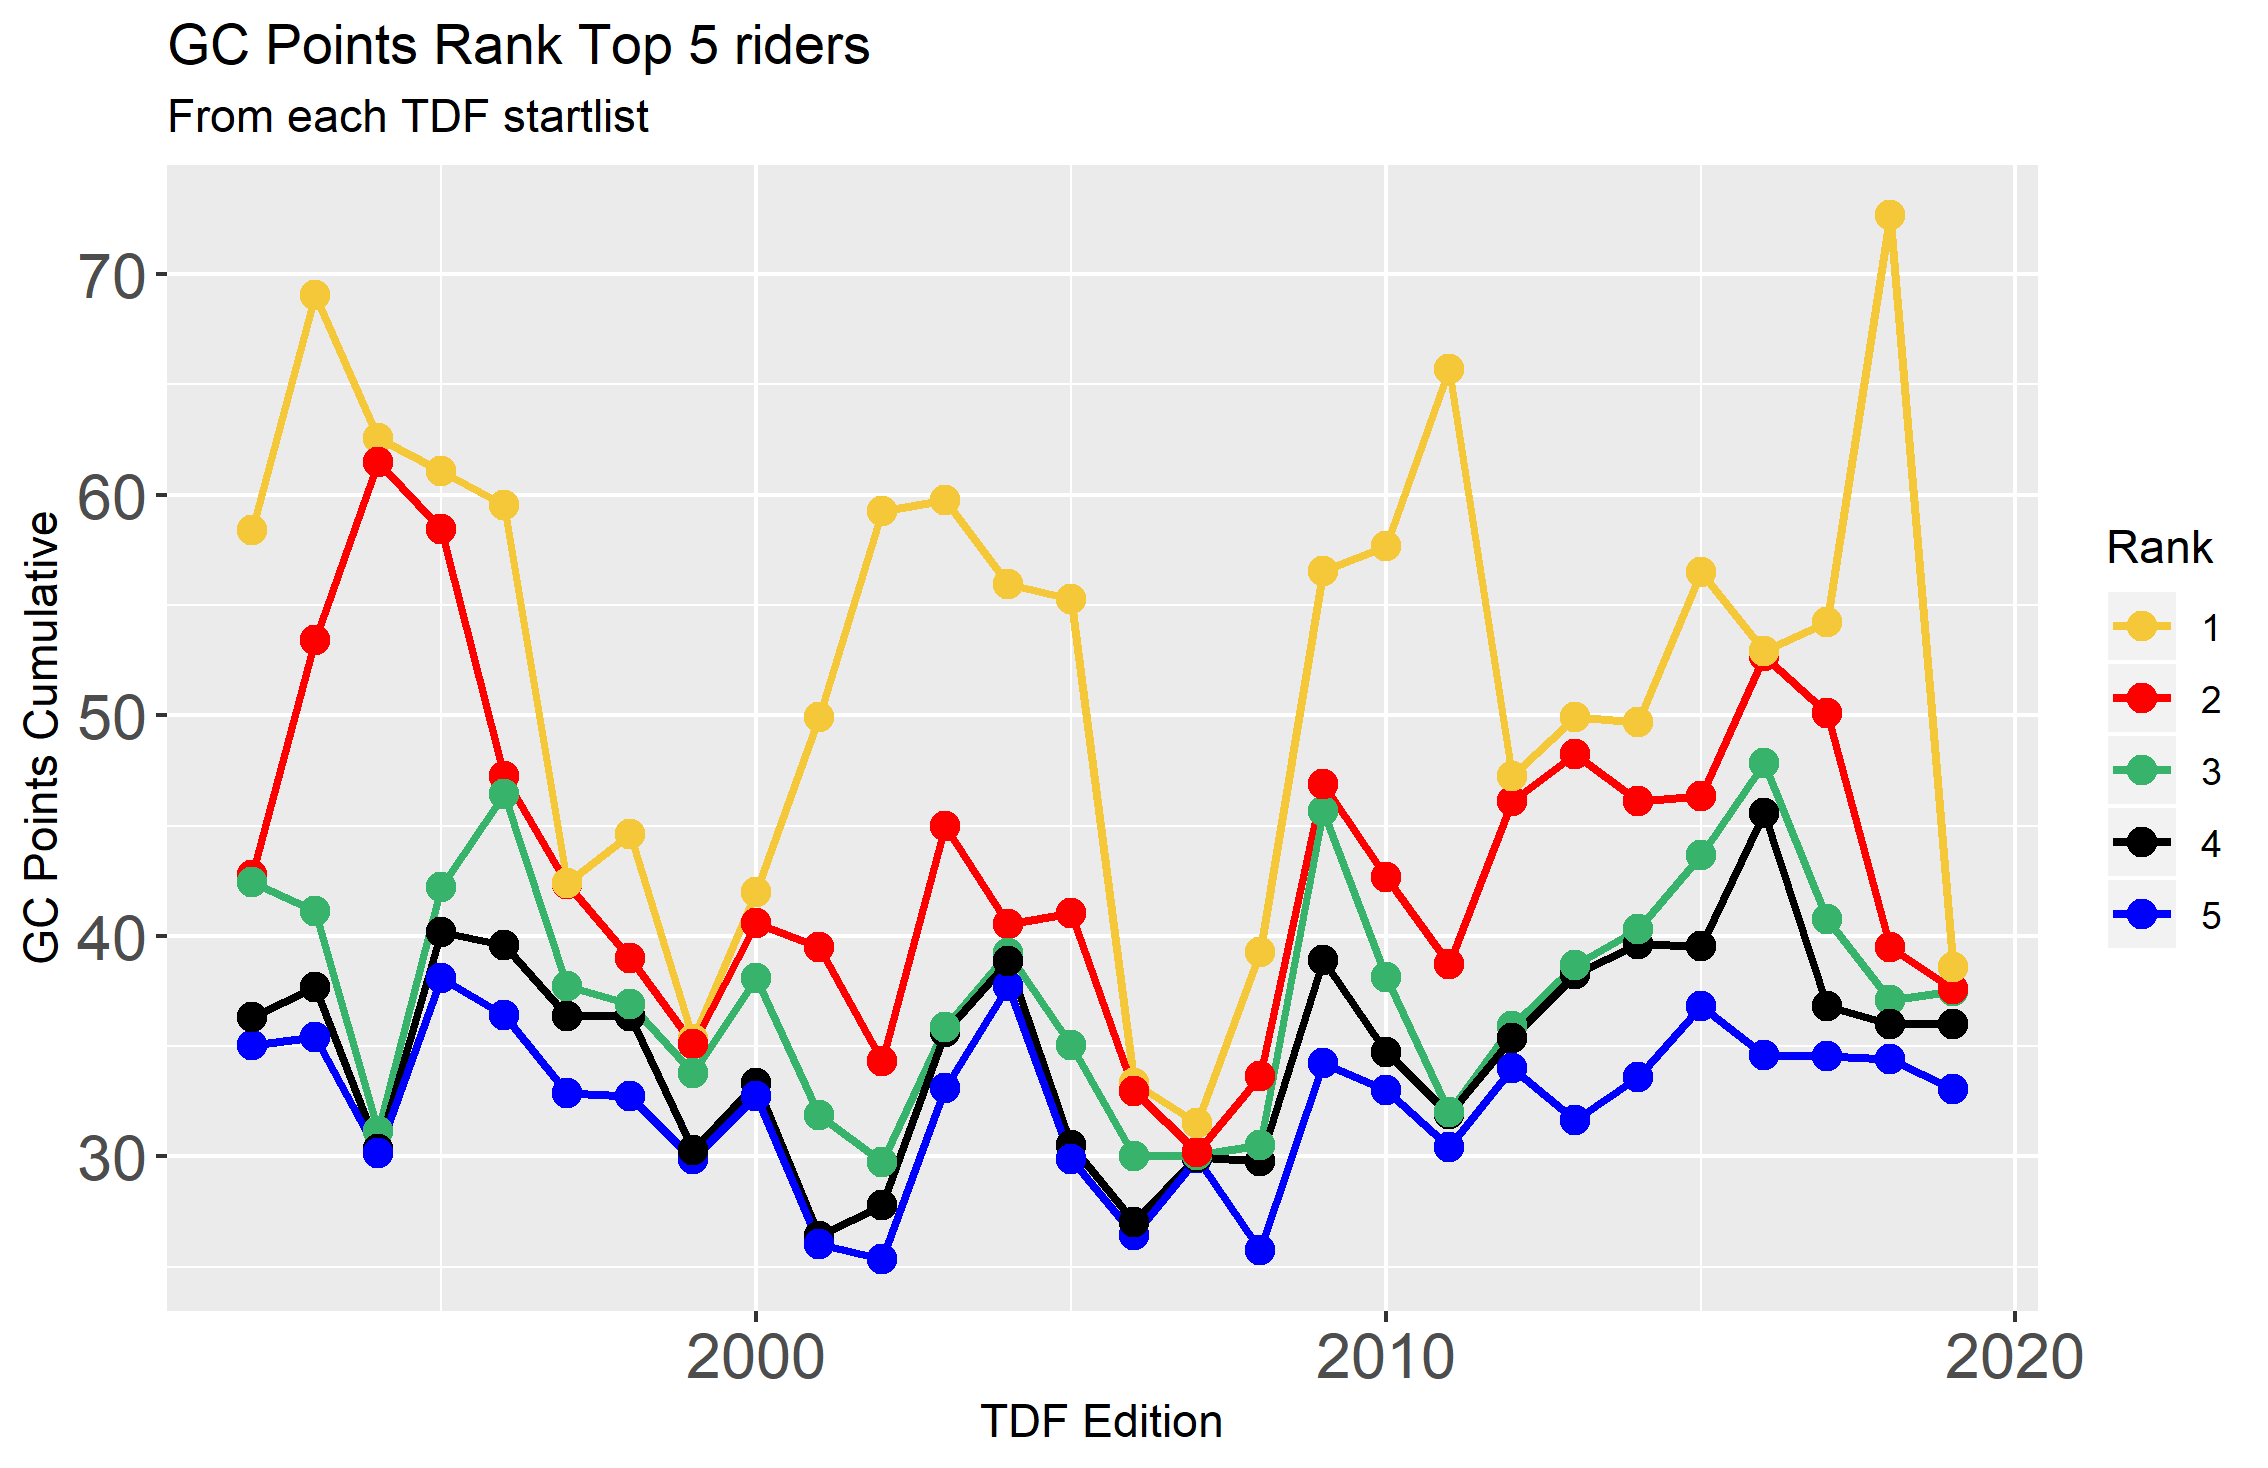 GC Points Rank Top 5 riders
From each TDF startlist
GC Points Cumulative
70
60
50
40
30
2000
2010
2020
TDF Edition
Rank
1
2
3
4
5